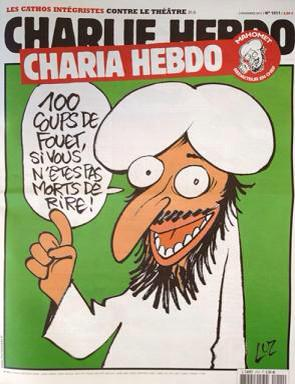 LES CATHOS INTÉGRISTES CONTRE LE THÉÂTRE
CHARLIE HEBDO
CHARIA HEBDO
MAHOMET
RÉDACTEUR EN CHEF
N° 1011
100
COUPS DE
FOUET,
SI VOUS
N'ÊTES PAS
MORTS DE
RIRE!
LUZ